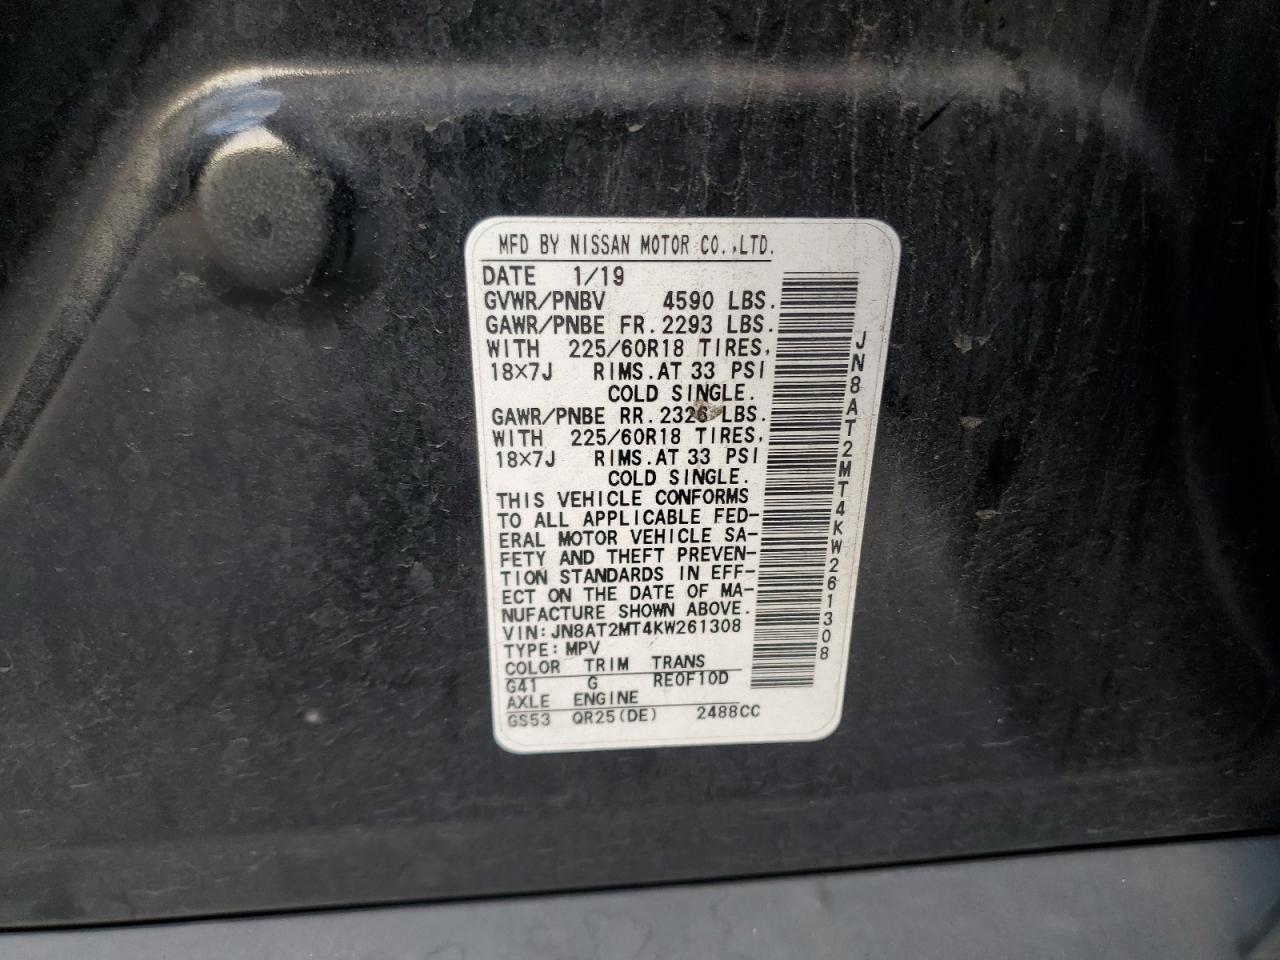 MFD BY NISSAN MOTOR CO.,LTD.
DATE 1/19
GVWR/PNBV 4590 LBS.
GAWR/PNBE FR. 2293 LBS.
WITH 225/60R18 TIRES,
18×7J RIMS.AT 33 PSI
COLD SINGLE.
GAWR/PNBE RR. 2326 LBS.
WITH 225/60R18 TIRES,
18×7J RIMS.AT 33 PSI
COLD SINGLE.
THIS VEHICLE CONFORMS
TO ALL APPLICABLE FED-
ERAL MOTOR VEHICLE SA-
FETY AND THEFT PREVEN-
TION STANDARDS IN EFF-
ECT ON THE DATE OF MA-
NUFACTURE SHOWN ABOVE.
VIN: JN8AT2MT4KW261308
TYPE: MPV
COLOR TRIM TRANS
G41 G RE0F10D
AXLE ENGINE
GS53 QR25(DE) 2488CC
JN8AT2MT4KW261308